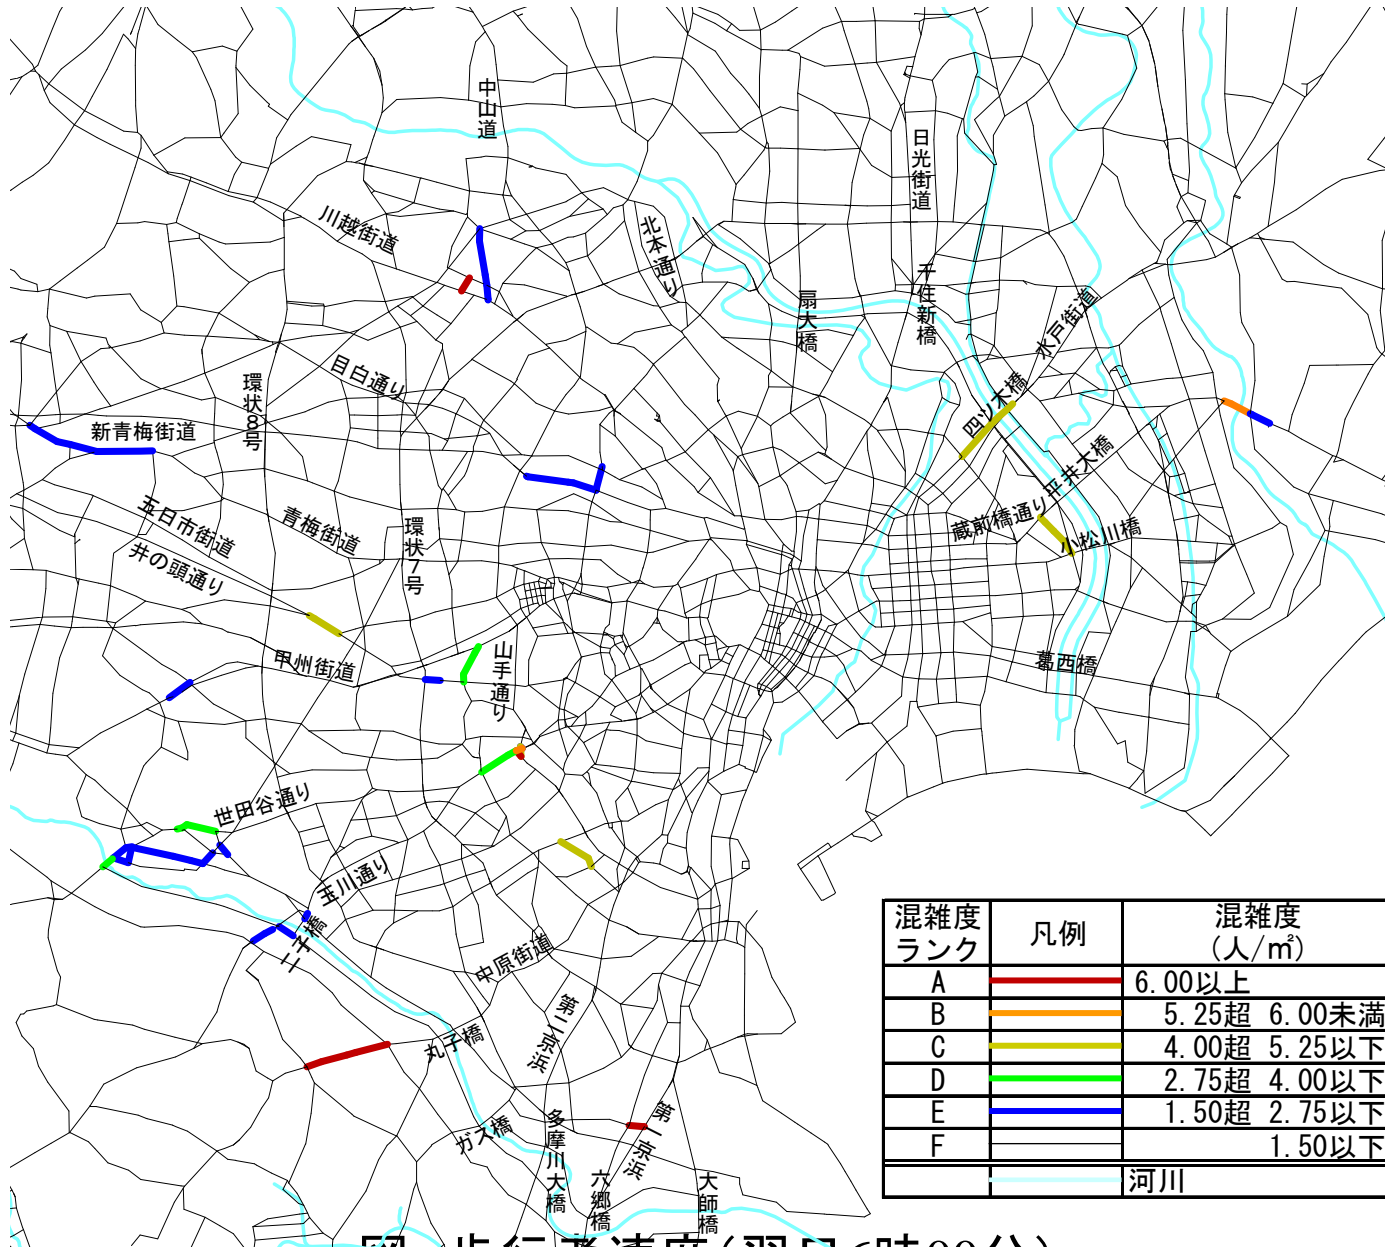 中山道
日光街道
川越街道
北本通り
千住新橋
扇大橋
水戸街道
目白通り
環状8号
四ツ木橋
新青梅街道
平井大橋
五日市街道
青梅街道
環状7号
蔵前橋通り
小松川橋
井の頭通り
甲州街道
山手通り
葛西橋
世田谷通り
玉川通り
二子橋
中原街道
第二京浜
丸子橋
ガス橋
多摩川大橋
第一京浜
六郷橋
大師橋
混雑度ランク 凡例 混雑度(人/㎡)
A 6.00以上
B 5.25超 6.00未満
C 4.00超 5.25以下
D 2.75超 4.00以下
E 1.50超 2.75以下
F 1.50以下
河川